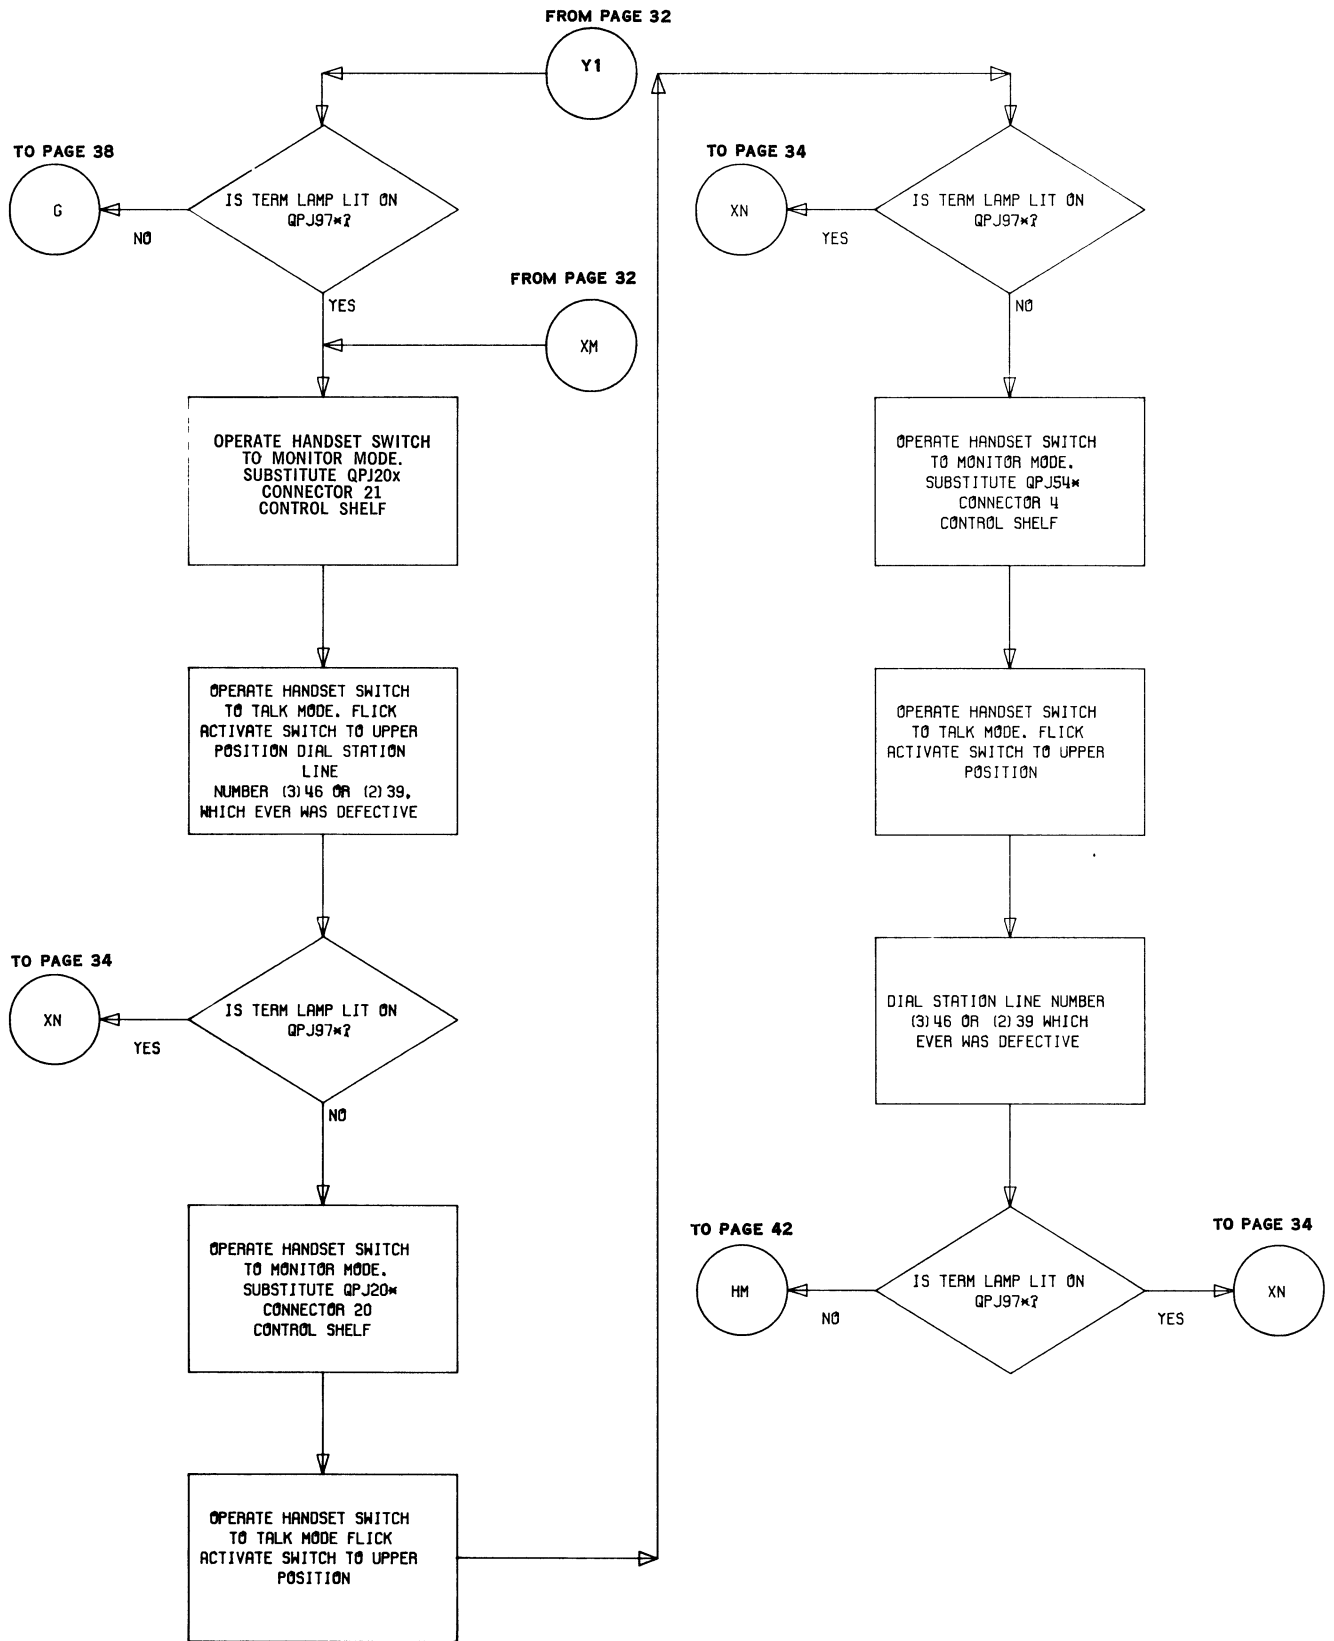 FROM PAGE 32
Y1
TO PAGE 38
G
NO
IS TERM LAMP LIT ON
QPJ97*?
YES
FROM PAGE 32
XM
OPERATE HANDSET SWITCH
TO MONITOR MODE.
SUBSTITUTE QPJ20x
CONNECTOR 21
CONTROL SHELF
OPERATE HANDSET SWITCH
TO TALK MODE. FLICK
ACTIVATE SWITCH TO UPPER
POSITION DIAL STATION
LINE
NUMBER (3)46 OR (2)39,
WHICH EVER WAS DEFECTIVE
TO PAGE 34
XN
YES
IS TERM LAMP LIT ON
QPJ97*?
NO
OPERATE HANDSET SWITCH
TO MONITOR MODE.
SUBSTITUTE QPJ20*
CONNECTOR 20
CONTROL SHELF
OPERATE HANDSET SWITCH
TO TALK MODE FLICK
ACTIVATE SWITCH TO UPPER
POSITION
TO PAGE 34
XN
YES
IS TERM LAMP LIT ON
QPJ97*?
NO
OPERATE HANDSET SWITCH
TO MONITOR MODE.
SUBSTITUTE QPJ54*
CONNECTOR 4
CONTROL SHELF
OPERATE HANDSET SWITCH
TO TALK MODE. FLICK
ACTIVATE SWITCH TO UPPER
POSITION
DIAL STATION LINE NUMBER
(3)46 OR (2)39 WHICH
EVER WAS DEFECTIVE
TO PAGE 42
HM
NO
IS TERM LAMP LIT ON
QPJ97*?
YES
TO PAGE 34
XN